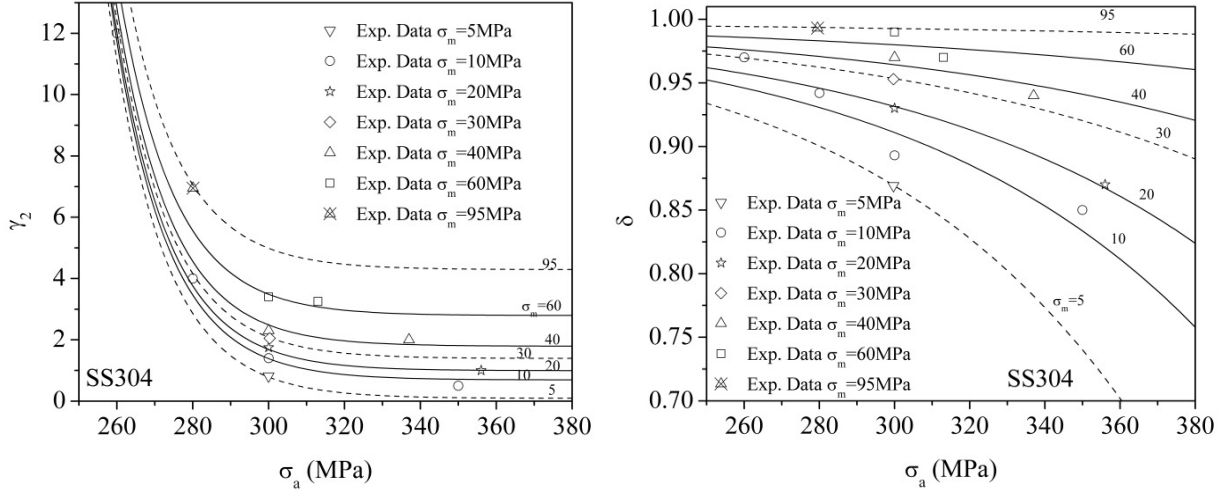 12
10
8
6
4
2
0
γ₂
260 280 300 320 340 360 380
σₐ (MPa)
SS304
Exp. Data σₘ=5MPa
Exp. Data σₘ=10MPa
Exp. Data σₘ=20MPa
Exp. Data σₘ=30MPa
Exp. Data σₘ=40MPa
Exp. Data σₘ=60MPa
Exp. Data σₘ=95MPa
95
σₘ=60
40
30
20
10
5
1.00
0.95
0.90
0.85
0.80
0.75
0.70
δ
260 280 300 320 340 360 380
σₐ (MPa)
95
60
40
30
20
10
σₘ=5
Exp. Data σₘ=5MPa
Exp. Data σₘ=10MPa
Exp. Data σₘ=20MPa
Exp. Data σₘ=30MPa
Exp. Data σₘ=40MPa
Exp. Data σₘ=60MPa
Exp. Data σₘ=95MPa
SS304